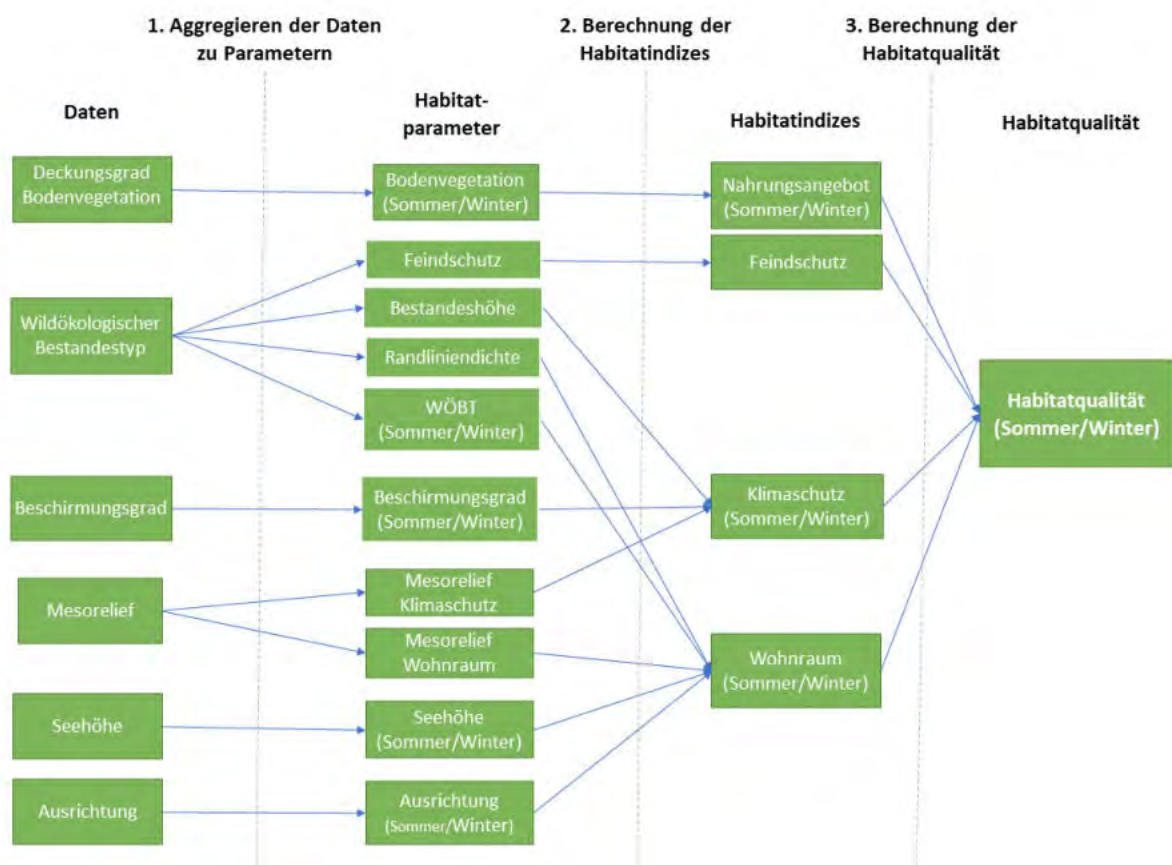 1. Aggregieren der Daten
zu Parametern
2. Berechnung der
Habitatindizes
3. Berechnung der
Habitatqualität
Daten
Habitat-
parameter
Habitatindizes
Habitatqualität
Deckungsgrad
Bodenvegetation
Bodenvegetation
(Sommer/Winter)
Nahrungsangebot
(Sommer/Winter)
Feindschutz
Feindschutz
Wildökologischer
Bestandestyp
Bestandeshöhe
Randliniendichte
WÖBT
(Sommer/Winter)
Habitatqualität
(Sommer/Winter)
Beschirmungsgrad
Beschirmungsgrad
(Sommer/Winter)
Klimaschutz
(Sommer/Winter)
Mesorelief
Mesorelief
Klimaschutz
Mesorelief
Wohnraum
Wohnraum
(Sommer/Winter)
Seehöhe
Seehöhe
(Sommer/Winter)
Ausrichtung
Ausrichtung
(Sommer/Winter)